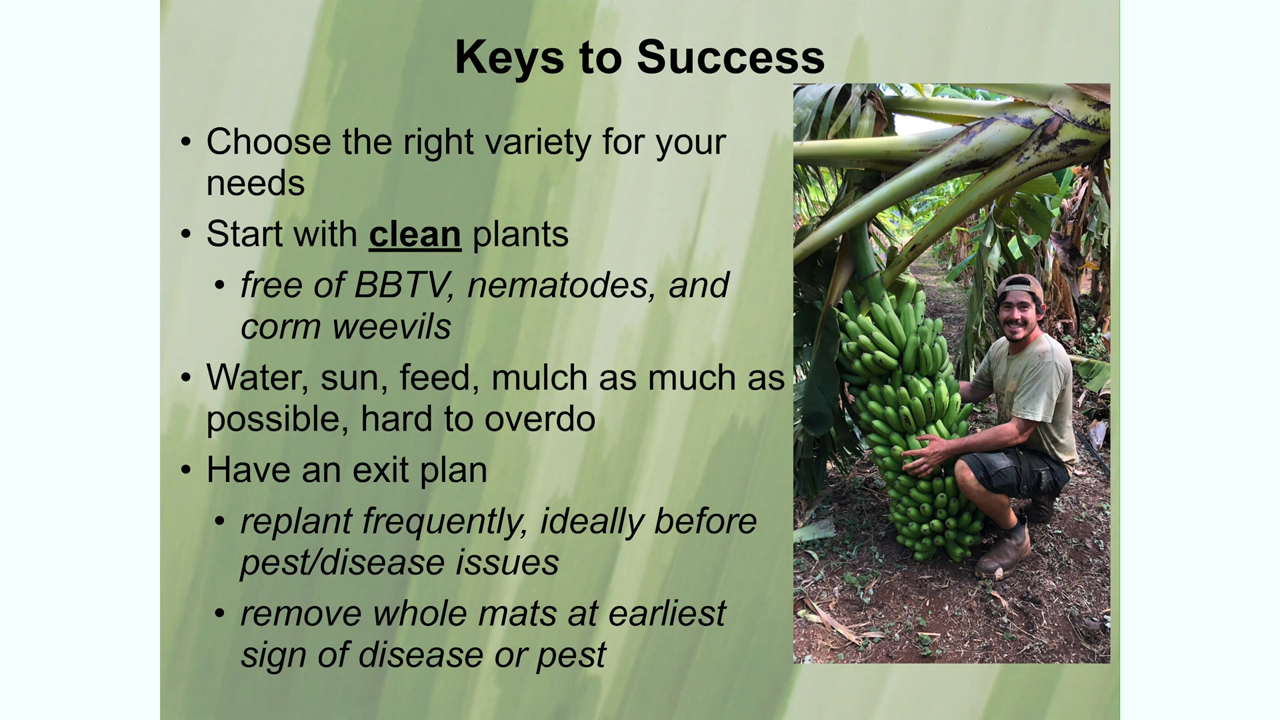 Keys to Success
• Choose the right variety for your
needs
• Start with clean plants
• free of BBTV, nematodes, and
corm weevils
• Water, sun, feed, mulch as much as
possible, hard to overdo
• Have an exit plan
• replant frequently, ideally before
pest/disease issues
• remove whole mats at earliest
sign of disease or pest